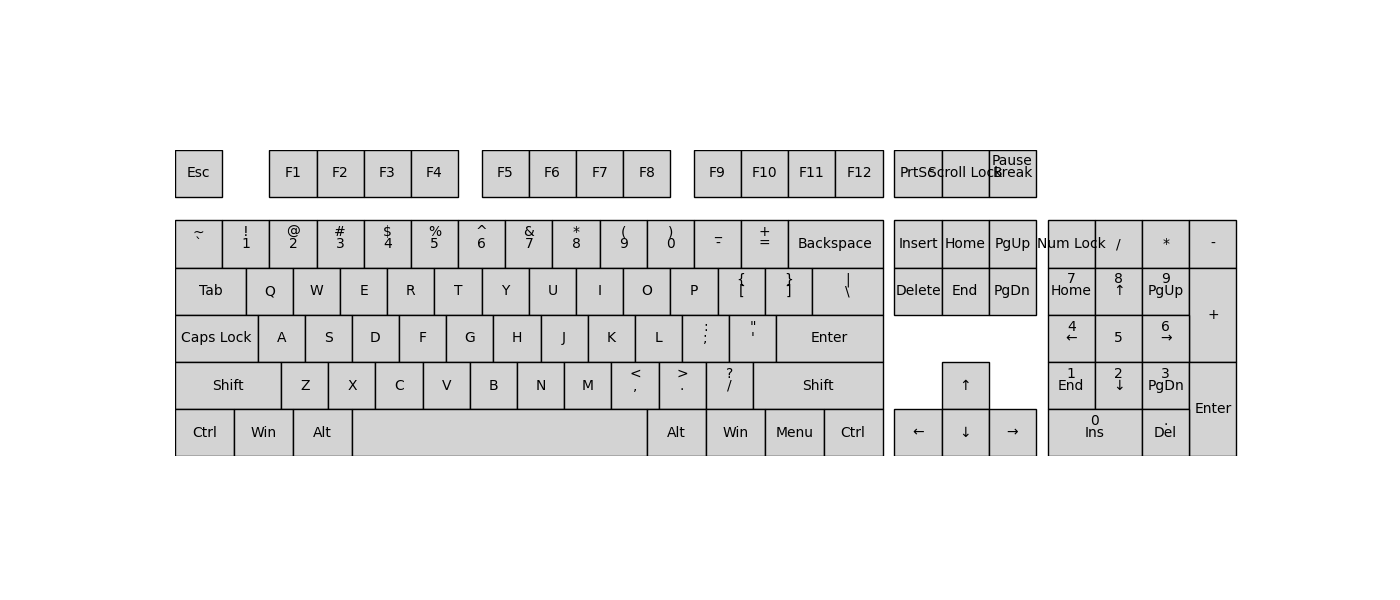 Esc F1 F2 F3 F4 F5 F6 F7 F8 F9 F10 F11 F12 PrtSc Scroll Lock Pause Break
~ ! @ # $ % ^ & * ( ) _ +
` 1 2 3 4 5 6 7 8 9 0 - = Backspace Insert Home PgUp Num Lock / * -
{ } | 7 8 9
Tab Q W E R T Y U I O P [ ] \ Delete End PgDn Home ↑ PgUp +
: " 4 6
Caps Lock A S D F G H J K L ; ' Enter ← 5 →
< > ? 1 2 3
Shift Z X C V B N M , . / Shift ↑ End ↓ PgDn Enter
0 .
Ctrl Win Alt Alt Win Menu Ctrl ← ↓ → Ins Del